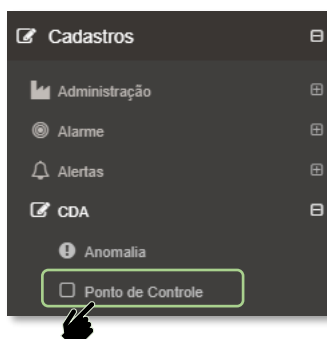 Cadastros
Administração
Alarme
Alertas
CDA
Anomalia
Ponto de Controle